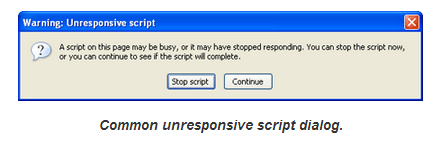 Warning: Unresponsive script
A script on this page may be busy, or it may have stopped responding. You can stop the script now,
or you can continue to see if the script will complete.
Stop script
Continue
Common unresponsive script dialog.